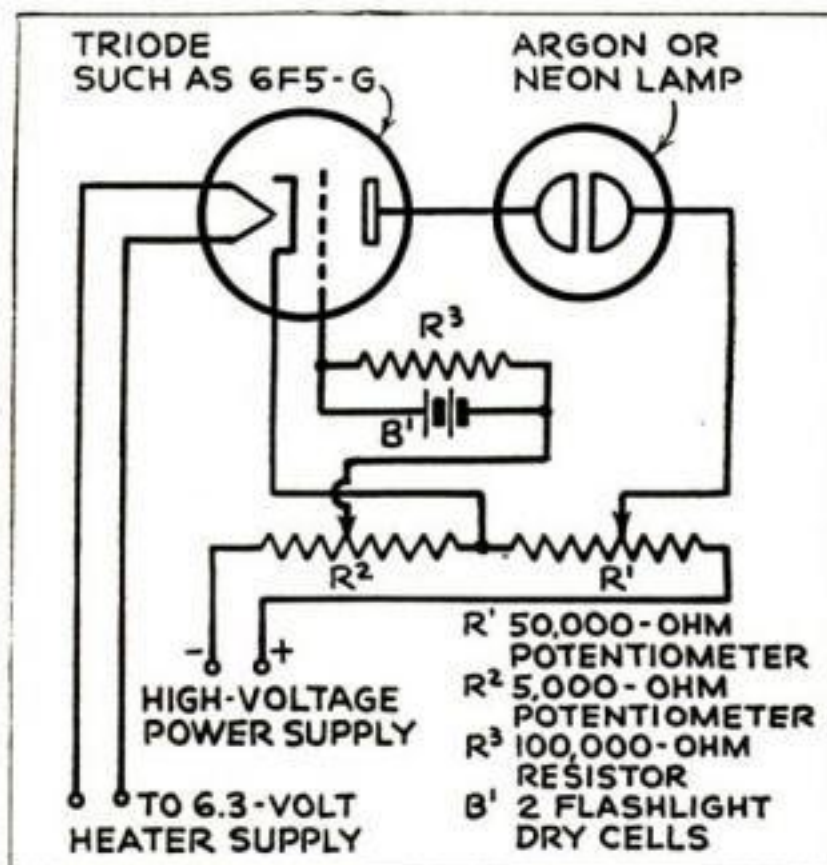 TRIODE
SUCH AS 6F5-G
ARGON OR
NEON LAMP
R³
B'
R²
R'
- +
HIGH-VOLTAGE
POWER SUPPLY
TO 6.3-VOLT
HEATER SUPPLY
R' 50,000-OHM
POTENTIOMETER
R² 5,000-OHM
POTENTIOMETER
R³ 100,000-OHM
RESISTOR
B' 2 FLASHLIGHT
DRY CELLS